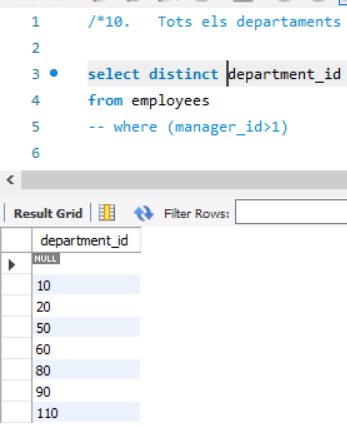 1 /*10. Tots els departaments
2
3 select distinct department_id
4 from employees
5 -- where (manager_id>1)
6
Result Grid Filter Rows:
department_id
NULL
10
20
50
60
80
90
110